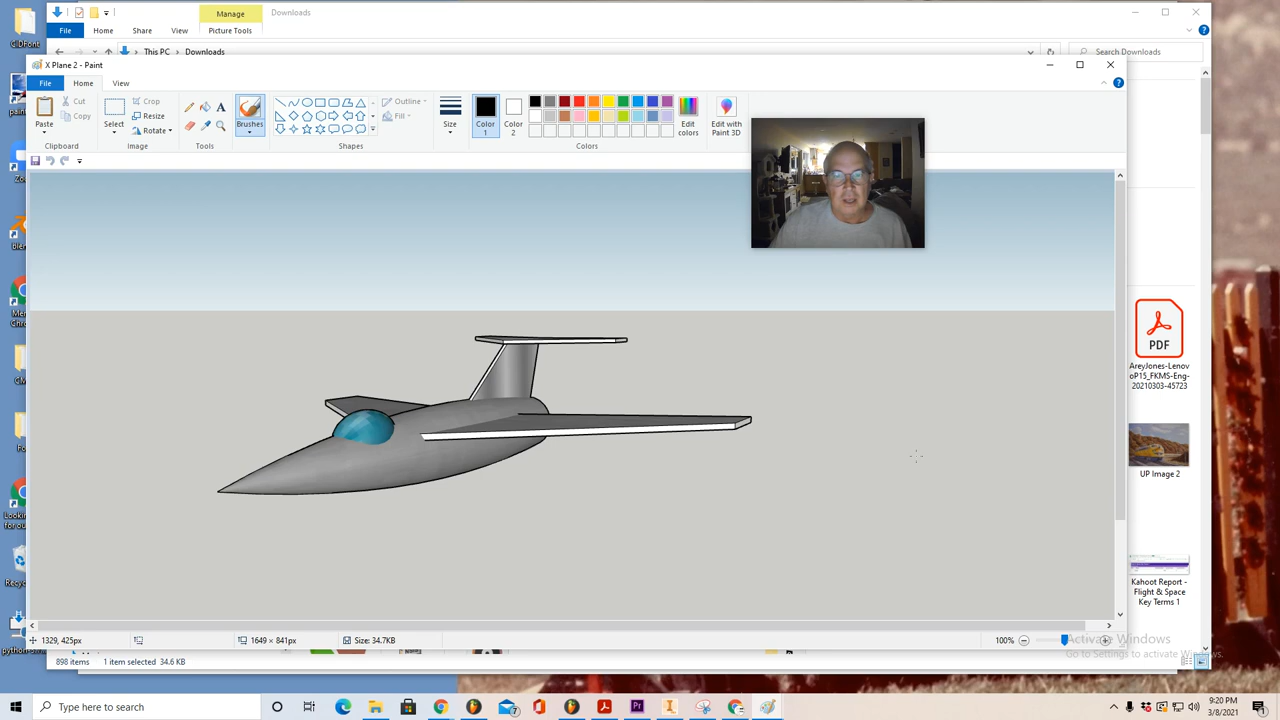 Manage
Downloads
File
Home
Share
View
Picture Tools
This PC
Downloads
Search Downloads
X Plane 2 - Paint
File
Home
View
Paste
Cut
Copy
Clipboard
Select
Crop
Resize
Rotate
Image
Tools
Brushes
Shapes
Outline
Fill
Size
Color 1
Color 2
Colors
Edit colors
Edit with Paint 3D
PDF
AreyJones-Lenov
oP15_FKMS-Eng-
20210303-45723
UP Image 2
Kahoot Report -
Flight & Space
Key Terms 1
1329, 425px
1649 × 841px
Size: 34.7KB
100%
Activate Windows
Go to Settings to activate Windows.
898 items
1 item selected
34.6 KB
Type here to search
7
9:20 PM
3/8/2021
1